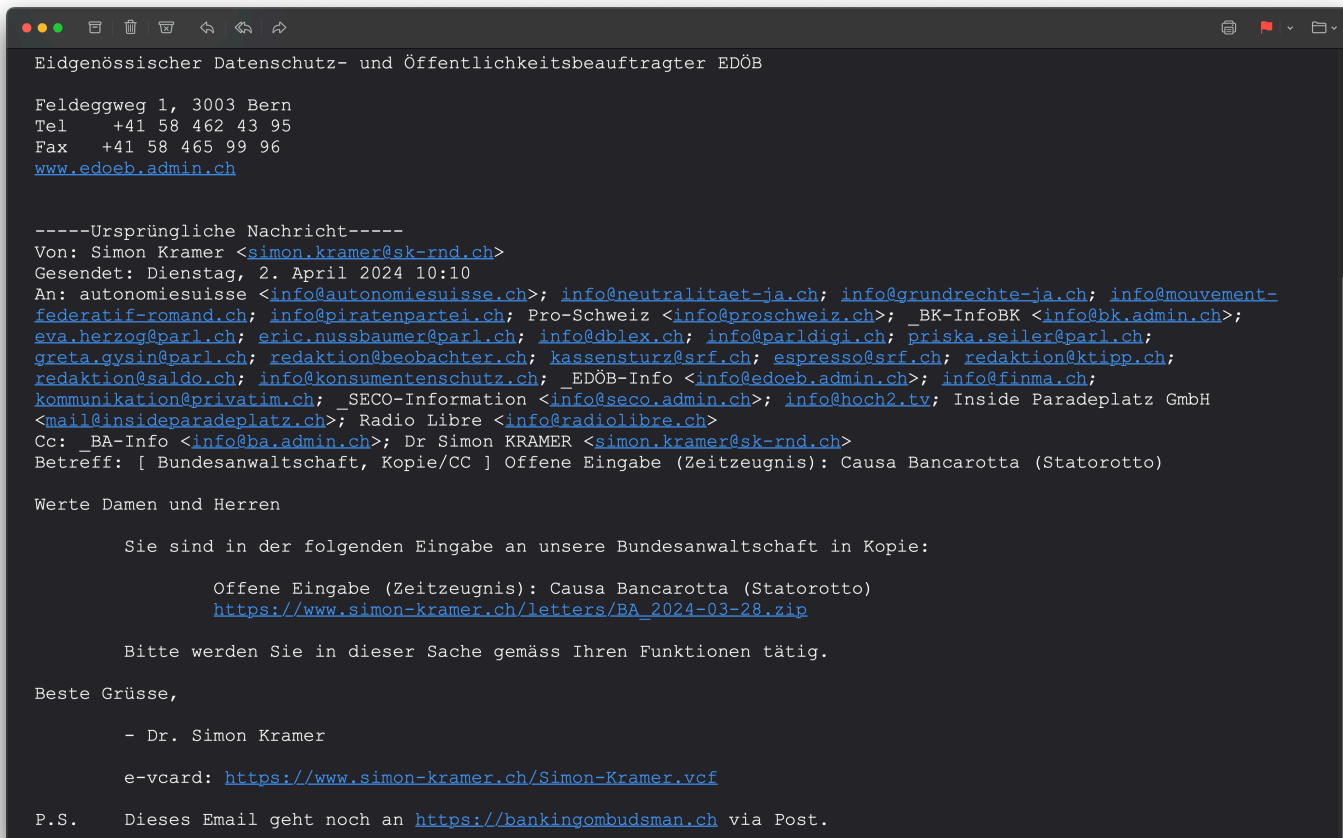 Eidgenössischer Datenschutz- und Öffentlichkeitsbeauftragter EDÖB
Feldeggweg 1, 3003 Bern
Tel +41 58 462 43 95
Fax +41 58 465 99 96
www.edoeb.admin.ch
-----Ursprüngliche Nachricht-----
Von: Simon Kramer <simon.kramer@sk-rnd.ch>
Gesendet: Dienstag, 2. April 2024 10:10
An: autonomiesuisse <info@autonomiesuisse.ch>; info@neutralitaet-ja.ch; info@grundrechte-ja.ch; info@mouvement-
federatif-romand.ch; info@piratenpartei.ch; Pro-Schweiz <info@proschweiz.ch>; _BK-InfoBK <info@bk.admin.ch>;
eva.herzog@parl.ch; eric.nussbaumer@parl.ch; info@dblex.ch; info@parldigi.ch; priska.seiler@parl.ch;
greta.gysin@parl.ch; redaktion@beobachter.ch; kassensturz@srf.ch; espresso@srf.ch; redaktion@ktipp.ch;
redaktion@saldo.ch; info@konsumentenschutz.ch; _EDÖB-Info <info@edoeb.admin.ch>; info@finma.ch;
kommunikation@privatim.ch; _SECO-Information <info@seco.admin.ch>; info@hoch2.tv; Inside Paradeplatz GmbH
<mail@insideparadeplatz.ch>; Radio Libre <info@radiolibre.ch>
Cc: _BA-Info <info@ba.admin.ch>; Dr Simon KRAMER <simon.kramer@sk-rnd.ch>
Betreff: [ Bundesanwaltschaft, Kopie/CC ] Offene Eingabe (Zeitzeugnis): Causa Bancarotta (Statorotto)
Werte Damen und Herren
Sie sind in der folgenden Eingabe an unsere Bundesanwaltschaft in Kopie:
Offene Eingabe (Zeitzeugnis): Causa Bancarotta (Statorotto)
https://www.simon-kramer.ch/letters/BA_2024-03-28.zip
Bitte werden Sie in dieser Sache gemäss Ihren Funktionen tätig.
Beste Grüsse,
- Dr. Simon Kramer
e-vcard: https://www.simon-kramer.ch/Simon-Kramer.vcf
P.S. Dieses Email geht noch an https://bankingombudsman.ch via Post.